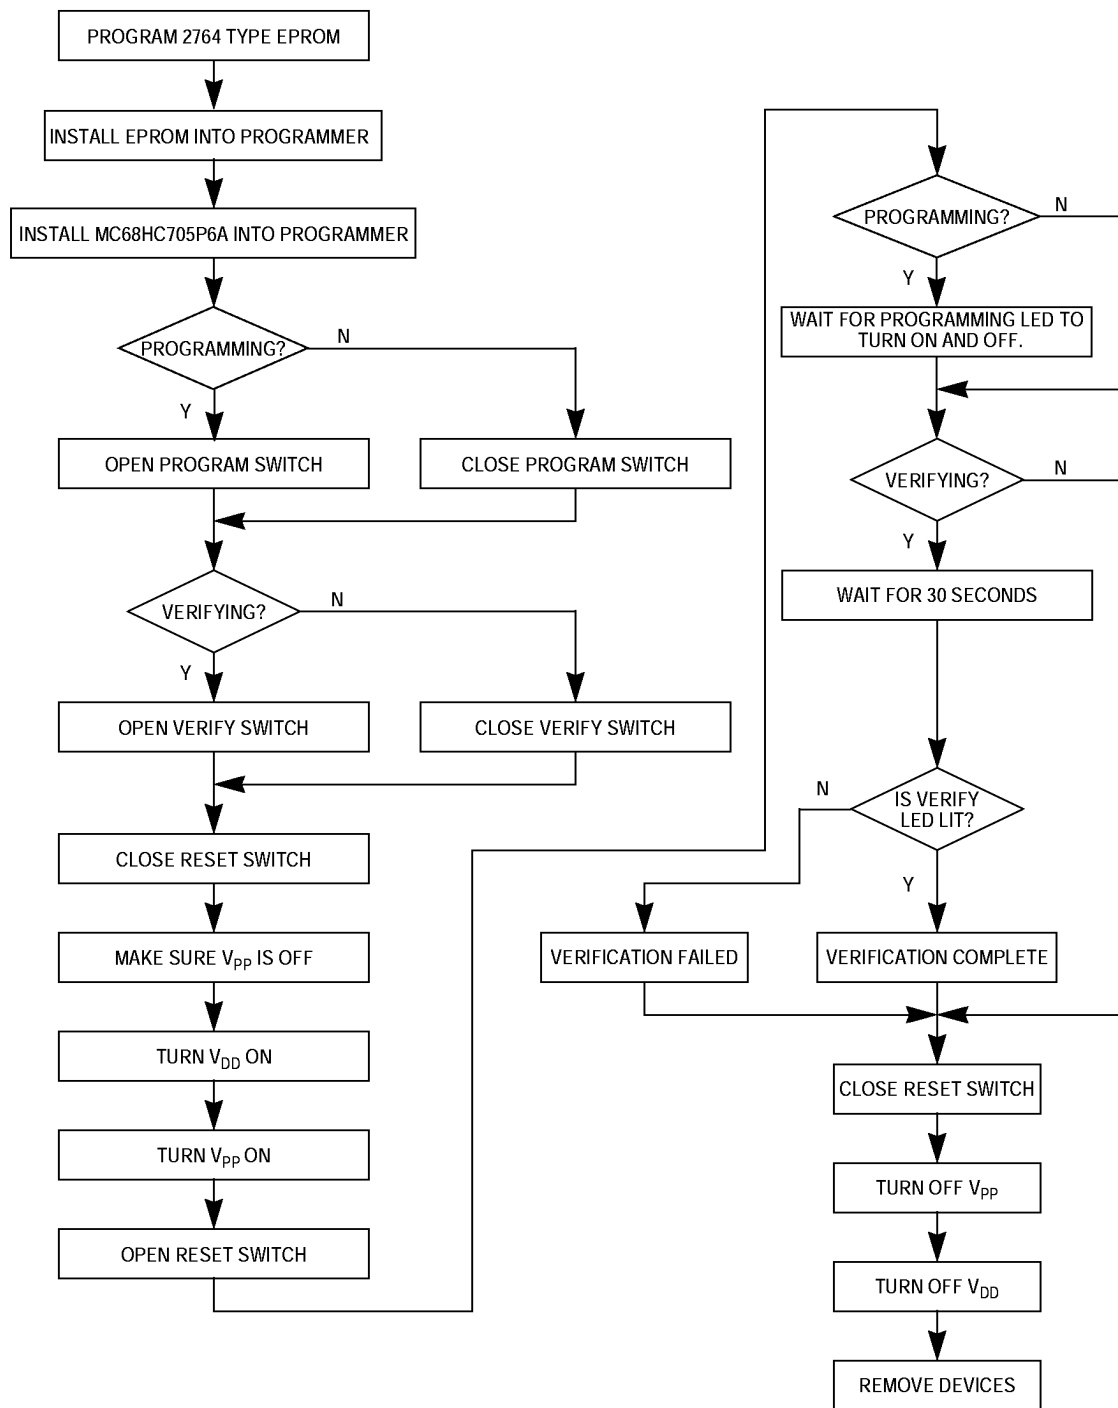 PROGRAM 2764 TYPE EPROM
INSTALL EPROM INTO PROGRAMMER
INSTALL MC68HC705P6A INTO PROGRAMMER
PROGRAMMING?
N
Y
OPEN PROGRAM SWITCH
CLOSE PROGRAM SWITCH
VERIFYING?
N
Y
OPEN VERIFY SWITCH
CLOSE VERIFY SWITCH
CLOSE RESET SWITCH
MAKE SURE VPP IS OFF
TURN VDD ON
TURN VPP ON
OPEN RESET SWITCH
PROGRAMMING?
N
Y
WAIT FOR PROGRAMMING LED TO
TURN ON AND OFF.
VERIFYING?
N
Y
WAIT FOR 30 SECONDS
IS VERIFY
LED LIT?
N
Y
VERIFICATION FAILED
VERIFICATION COMPLETE
CLOSE RESET SWITCH
TURN OFF VPP
TURN OFF VDD
REMOVE DEVICES